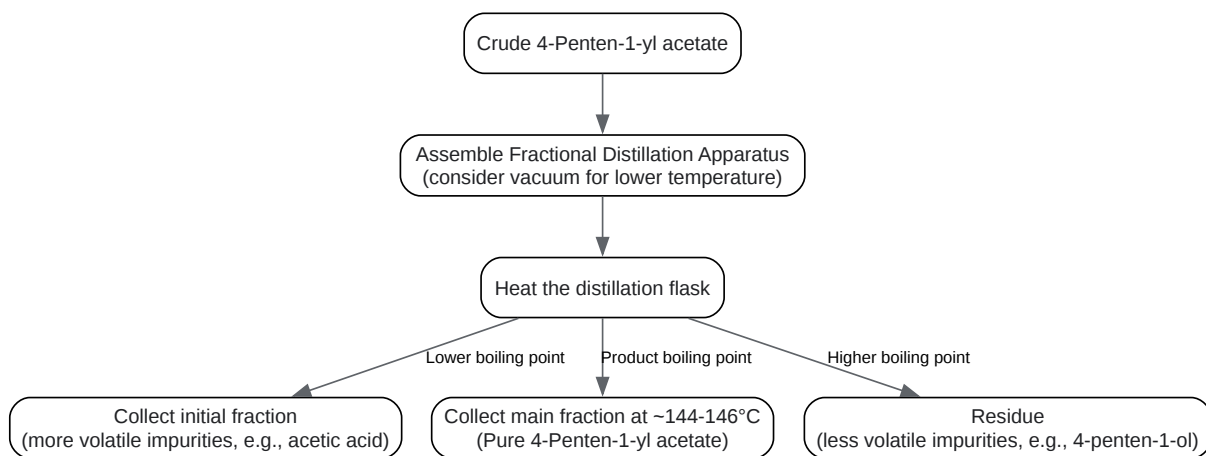 Crude 4-Penten-1-yl acetate
Assemble Fractional Distillation Apparatus
(consider vacuum for lower temperature)
Heat the distillation flask
Lower boiling point
Product boiling point
Higher boiling point
Collect initial fraction
(more volatile impurities, e.g., acetic acid)
Collect main fraction at ~144-146°C
(Pure 4-Penten-1-yl acetate)
Residue
(less volatile impurities, e.g., 4-penten-1-ol)